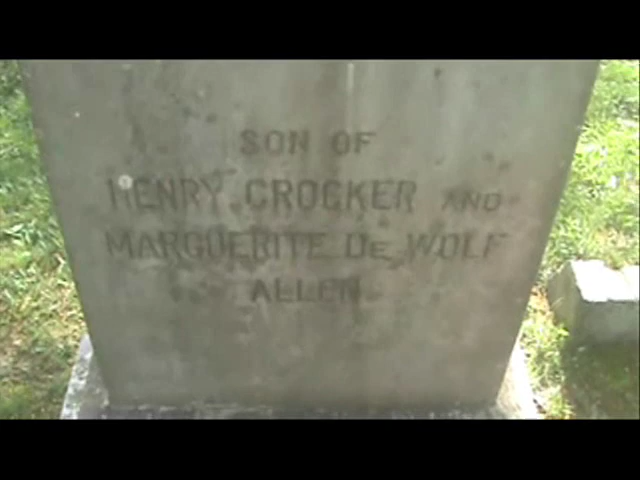 SON OF
HENRY CROCKER AND
MARGUERITE DE WOLF
ALLEN